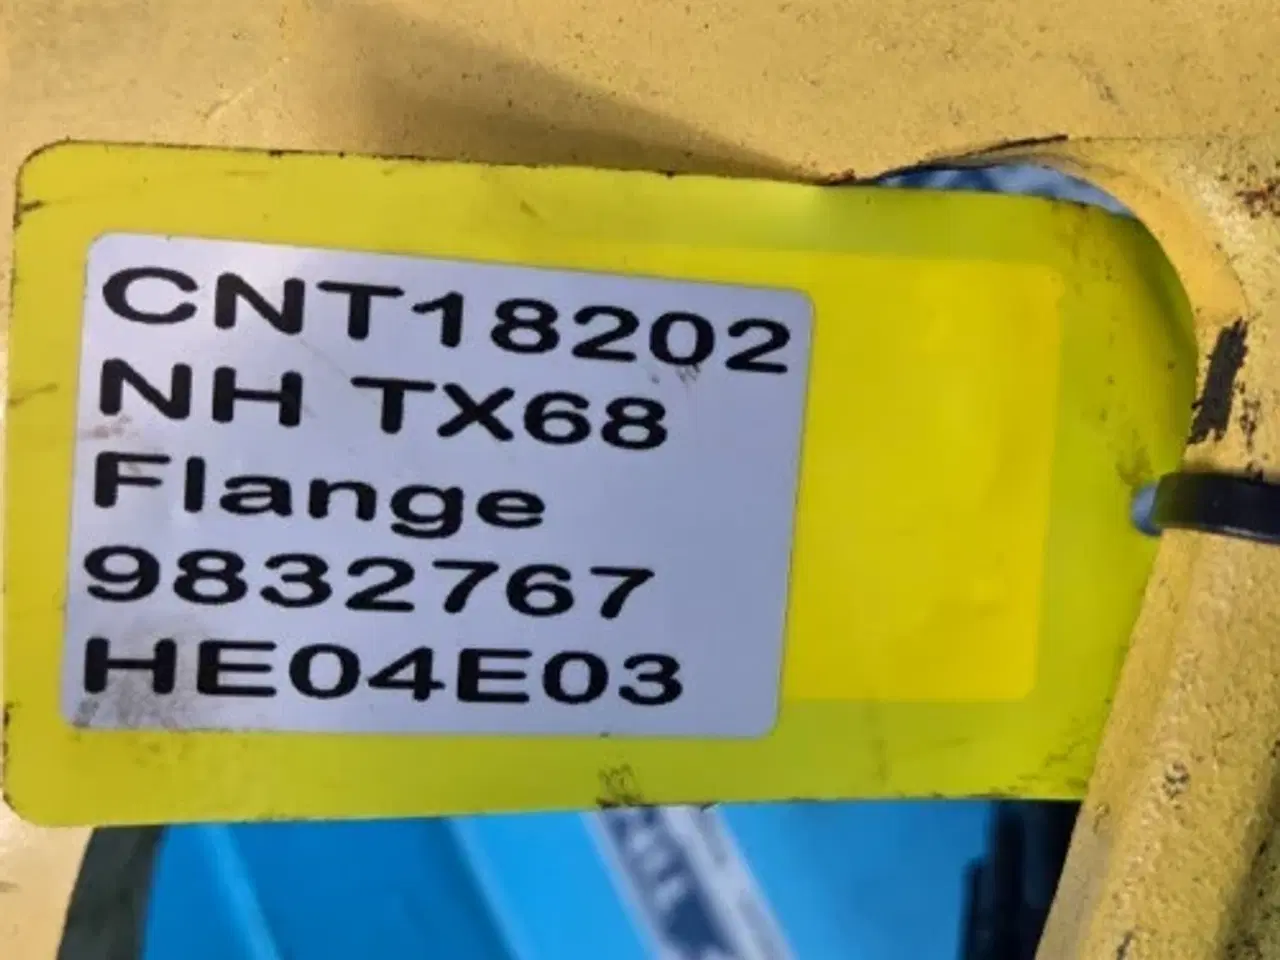 CNT18202
NH TX68
Flange
9832767
HE04E03